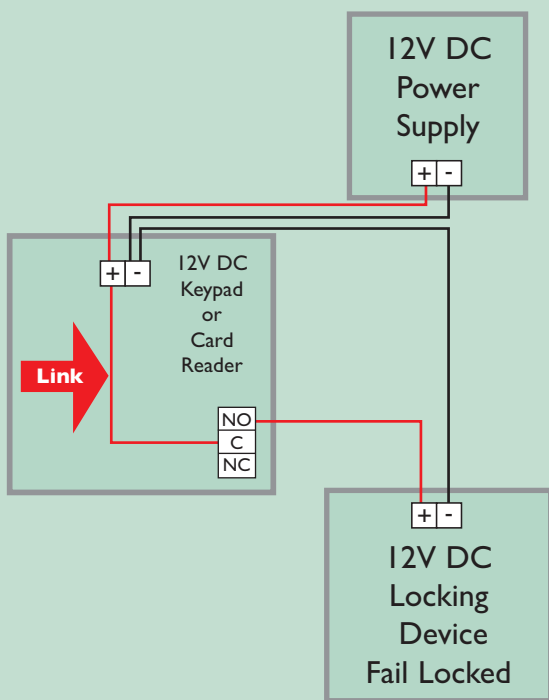 12V DC
Power
Supply
+ -
+ -
12V DC
Keypad
or
Card
Reader
Link
NO
C
NC
+ -
12V DC
Locking
Device
Fail Locked